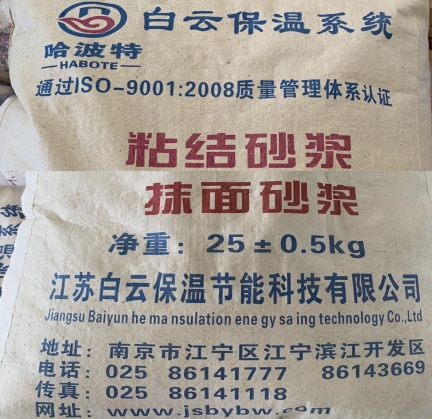 白云保温系统
哈波特
HABOTE
通过ISO-9001:2008质量管理体系认证
粘结砂浆
抹面砂浆
净重：25±0.5kg
江苏白云保温节能科技有限公司
Jiangsu Baiyun he ma nsulation ene gy sa ing technology Co.,Ltd
地址：南京市江宁区江宁滨江开发区
电话：025 86141777 86143669
传真：025 86141118
网址：www.jsbybw.com